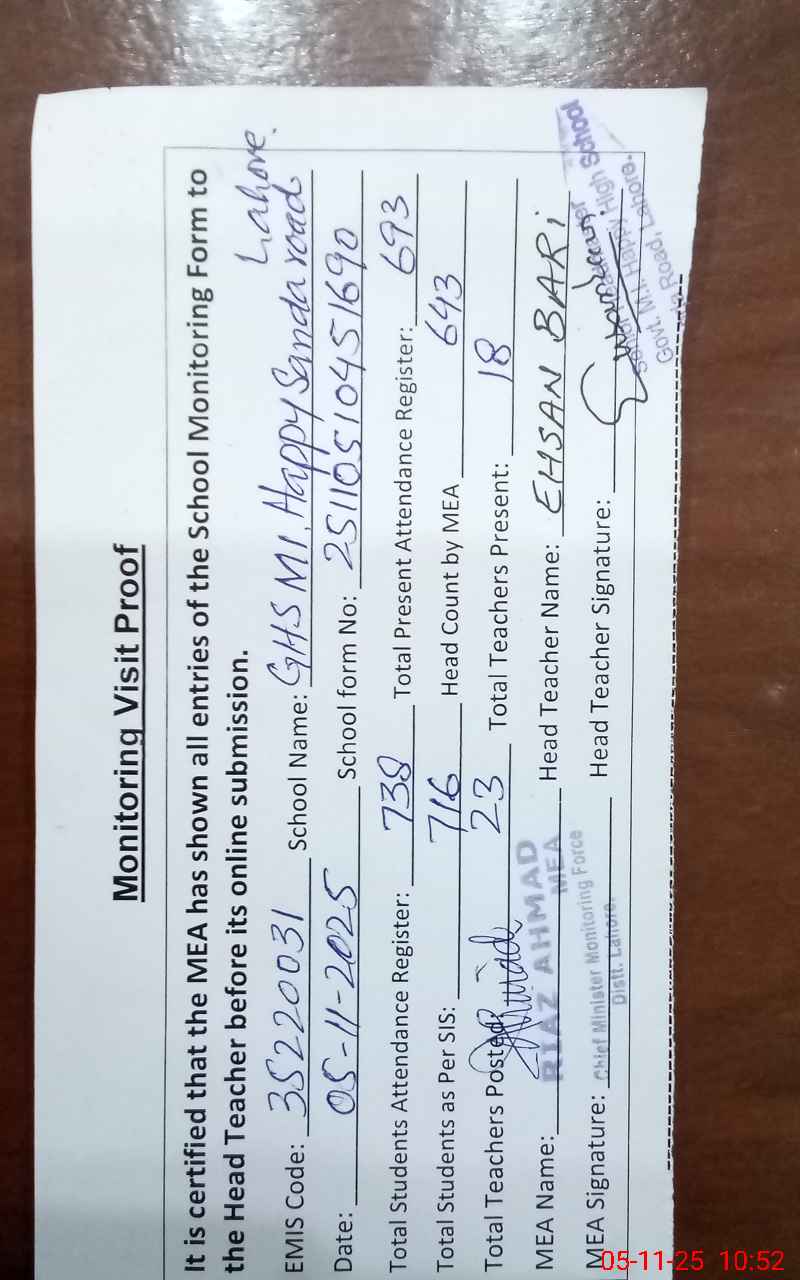 Monitoring Visit Proof
It is certified that the MEA has shown all entries of the School Monitoring Form to
the Head Teacher before its online submission.
Lahore.
EMIS Code: 35220031 School Name: GHS M.I. Happy Sanda road
Date: 05-11-2025 School form No: 251105104 51690
Total Students Attendance Register: 738 Total Present Attendance Register: 693
Total Students as Per SIS: 716 Head Count by MEA 643
Total Teachers Posted: 23 Total Teachers Present: 18
MEA Name: RIAZ AHMAD Head Teacher Name: EHSAN BARI
MEA
MEA Signature: Chief Minister Monitoring Force Head Teacher Signature:
Distt. Lahore.
Govt. M.I. Happy High School
Road, Lahore.
05-11-25 10:52